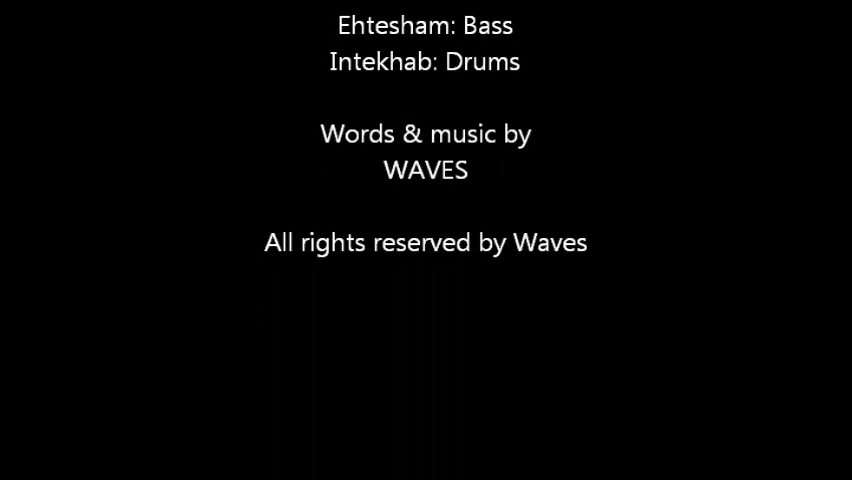 Ehtesham: Bass
Intekhab: Drums
Words & music by
WAVES
All rights reserved by Waves